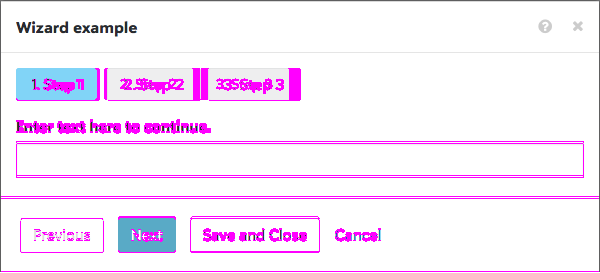 Wizard example
1. Step 1 2. Step 2 3. Step 3
Enter text here to continue.
Previous Next Save and Close Cancel